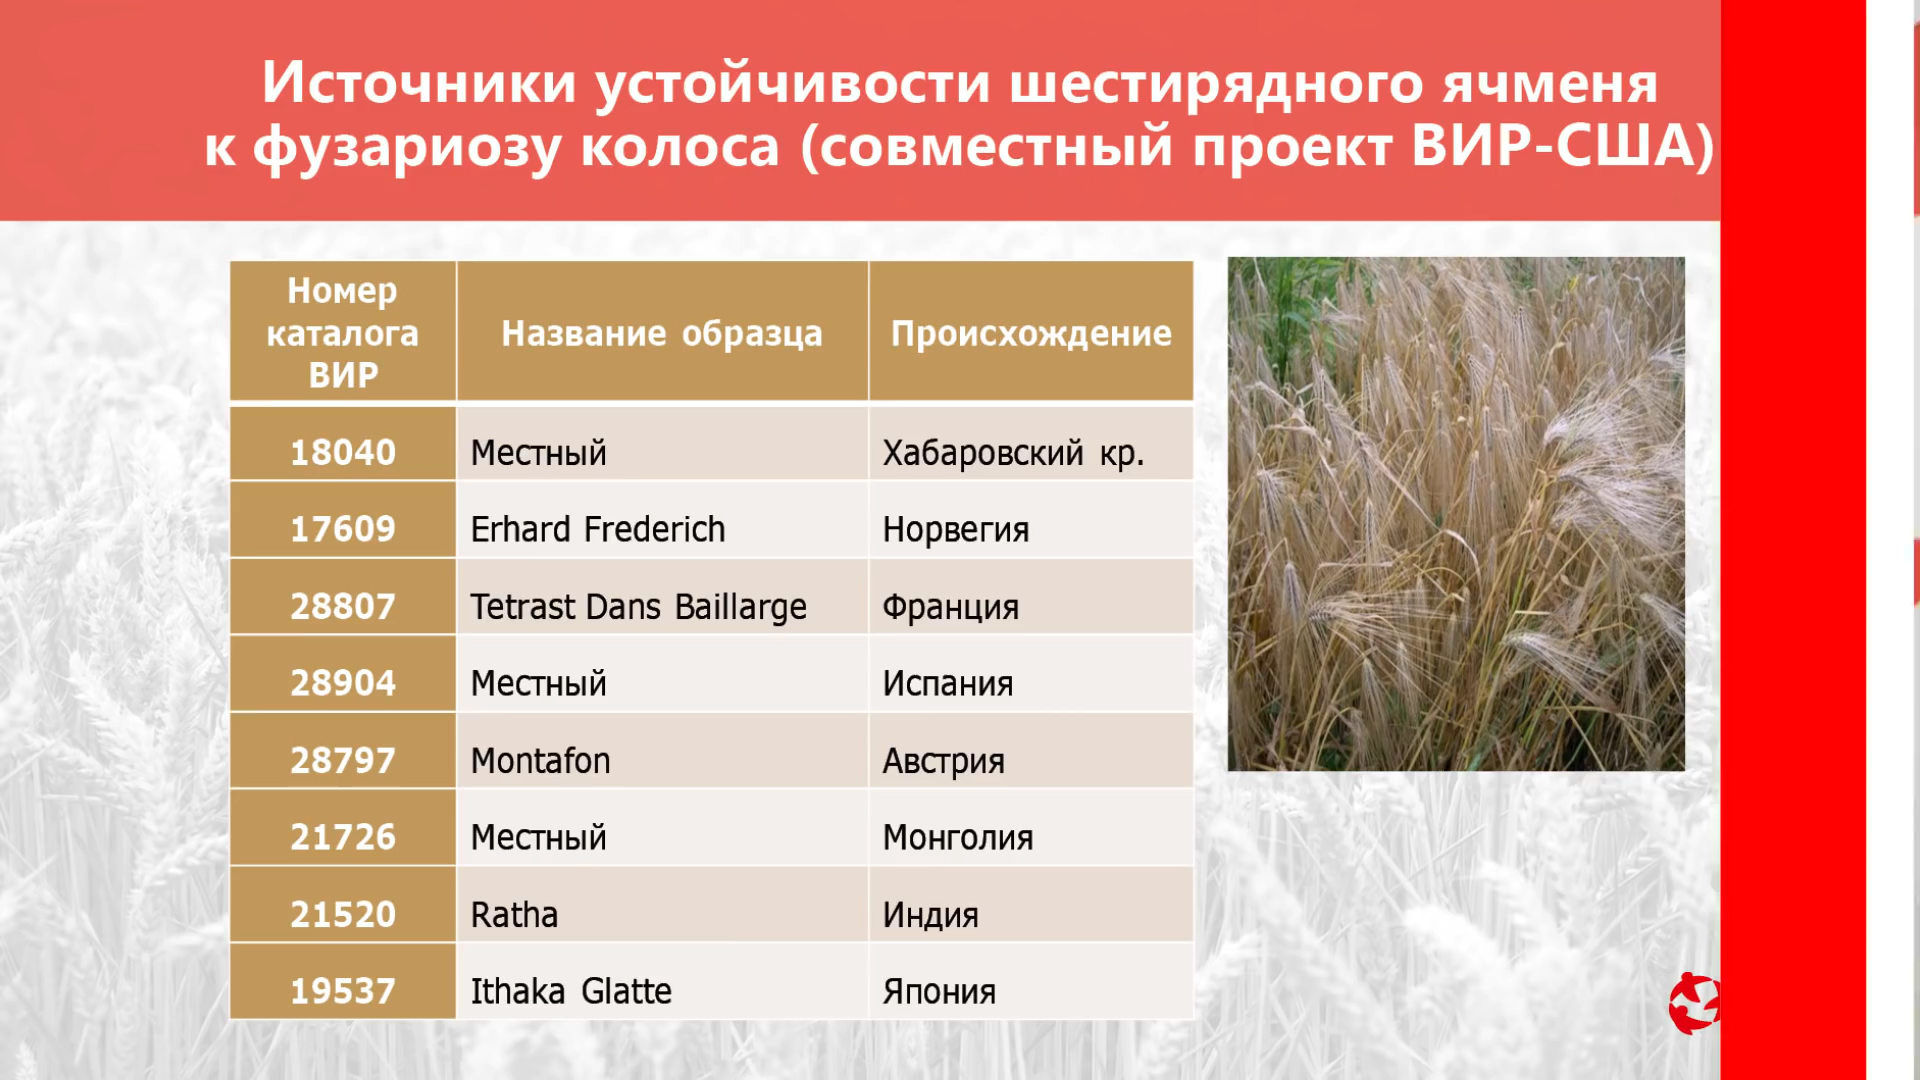 Источники устойчивости шестирядного ячменя
к фузариозу колоса (совместный проект ВИР-США)
Номер
каталога
ВИР
Название образца
Происхождение
18040 Местный Хабаровский кр.
17609 Erhard Frederich Норвегия
28807 Tetrast Dans Baillarge Франция
28904 Местный Испания
28797 Montafon Австрия
21726 Местный Монголия
21520 Ratha Индия
19537 Ithaka Glatte Япония